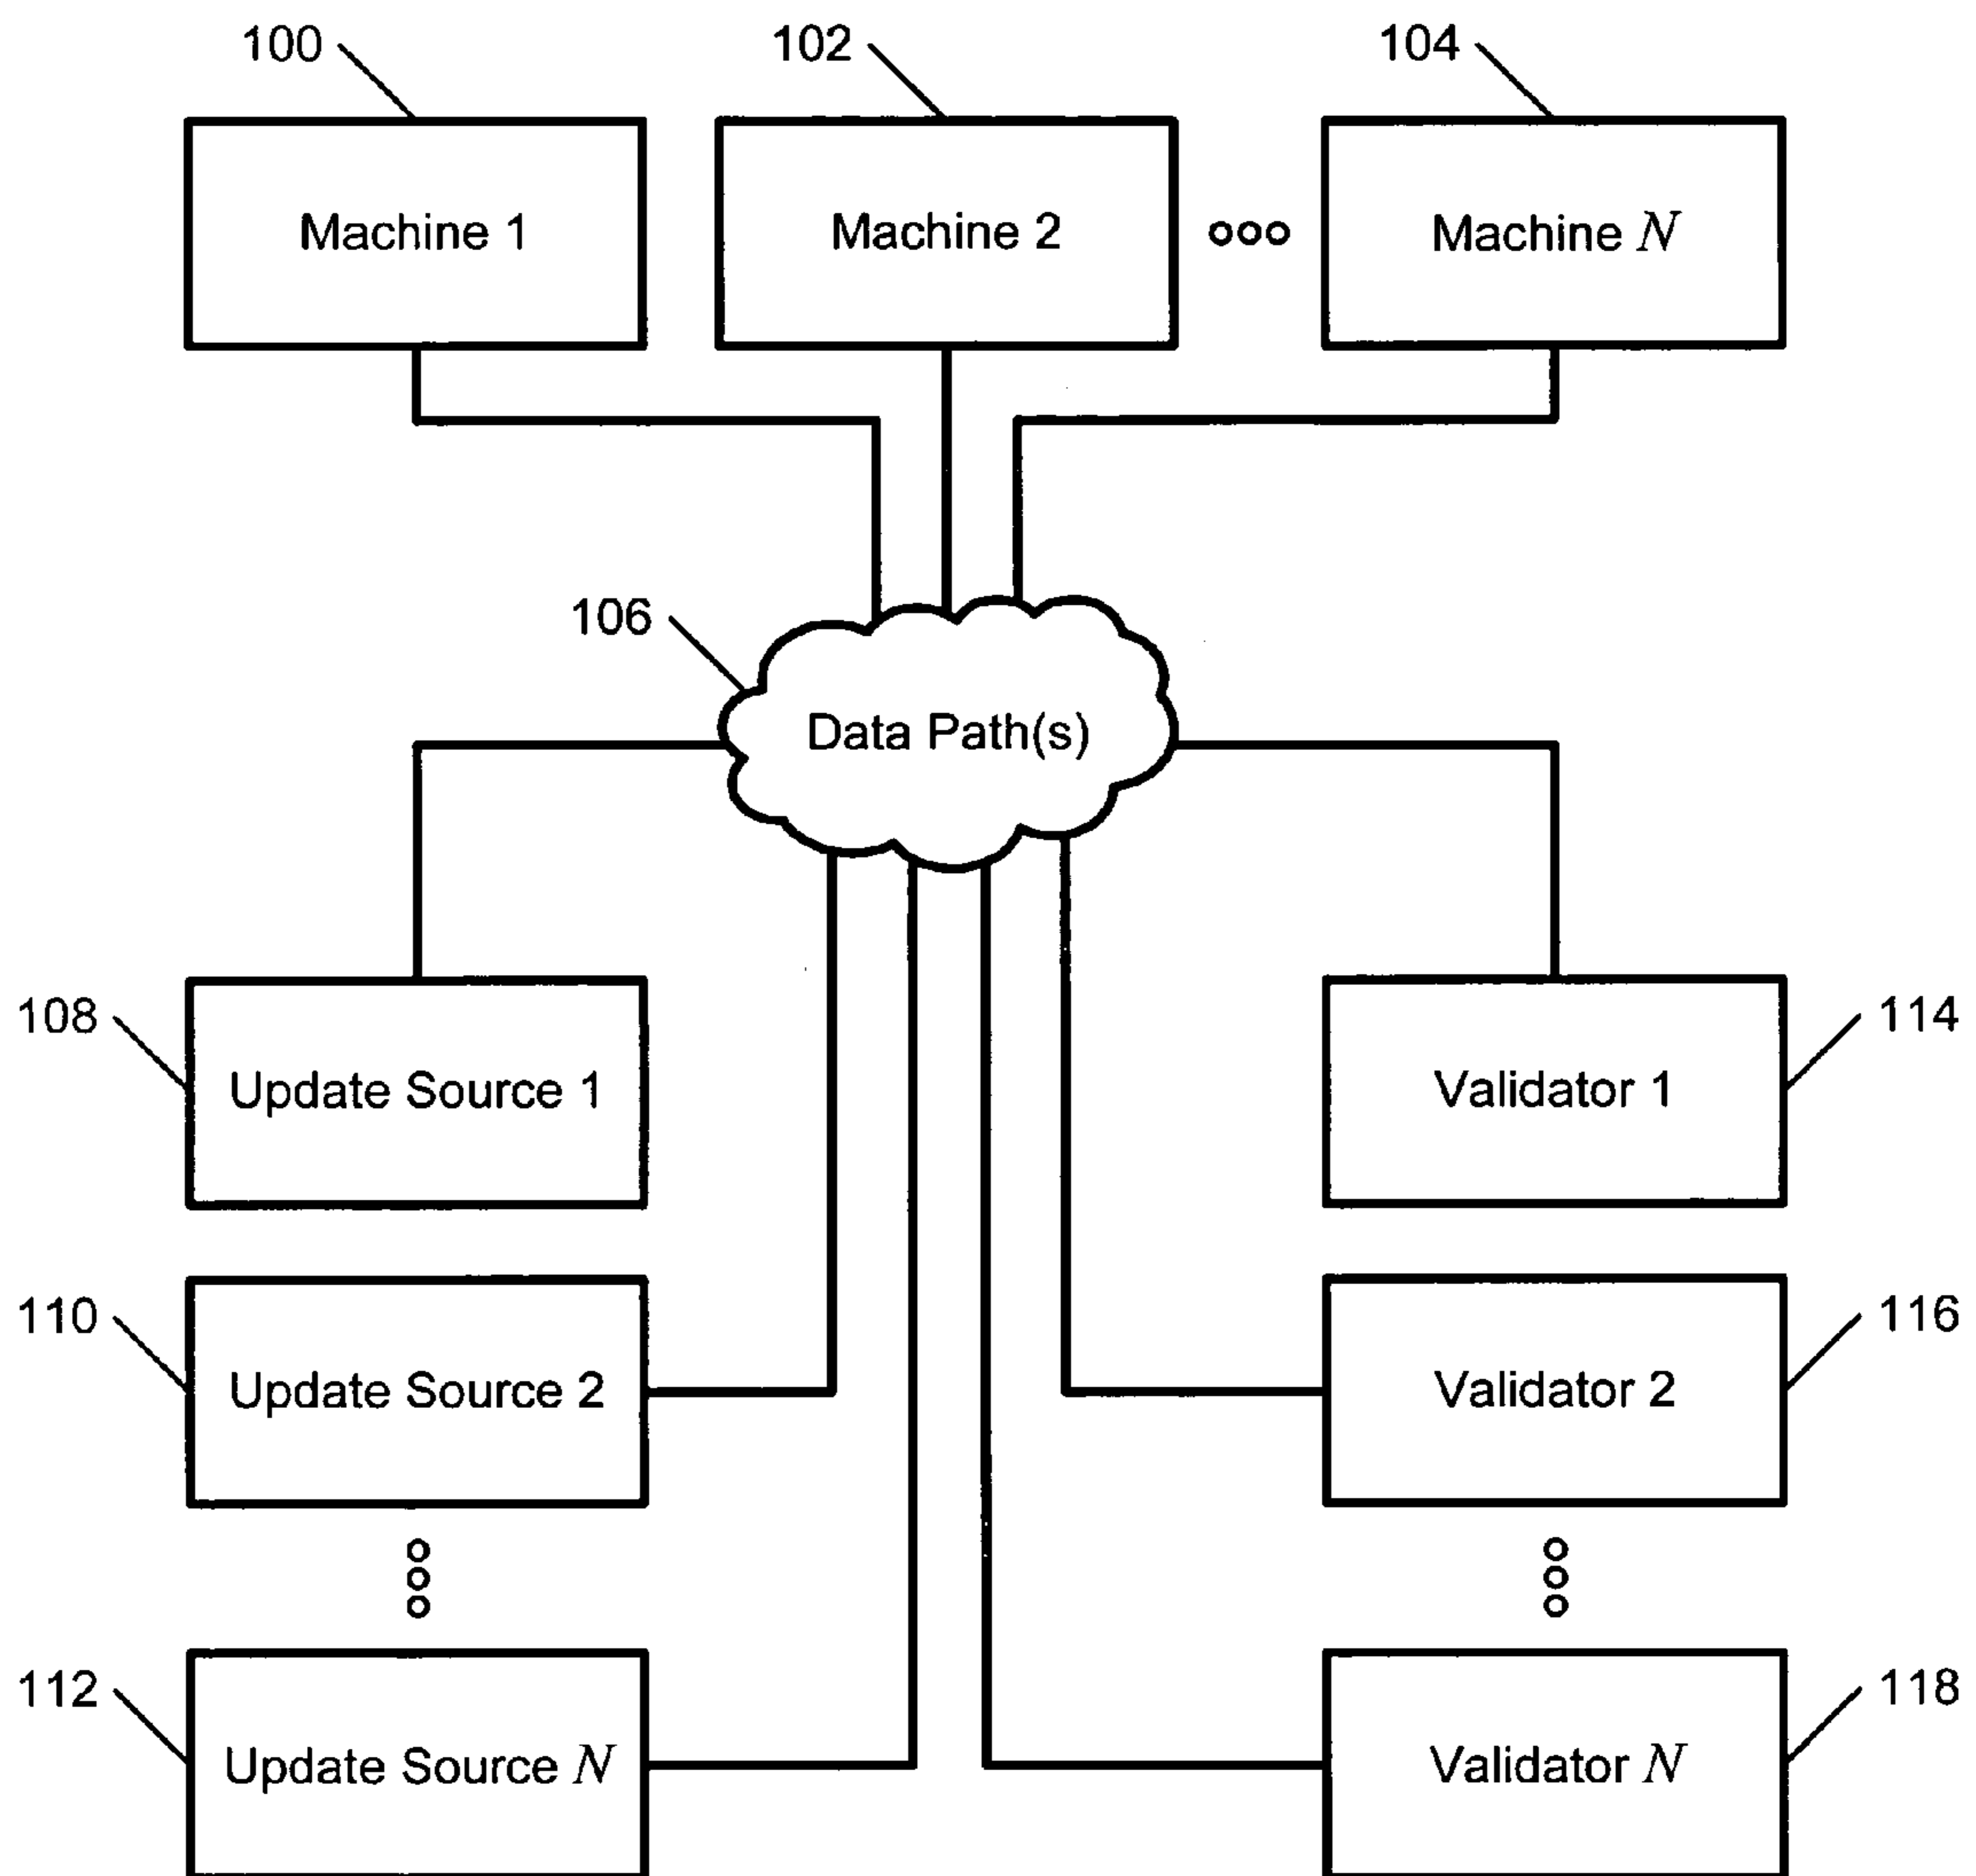 100
102
104
Machine 1
Machine 2
ooo
Machine N
106
Data Path(s)
108
Update Source 1
Validator 1
114
110
Update Source 2
Validator 2
116
112
Update Source N
Validator N
118